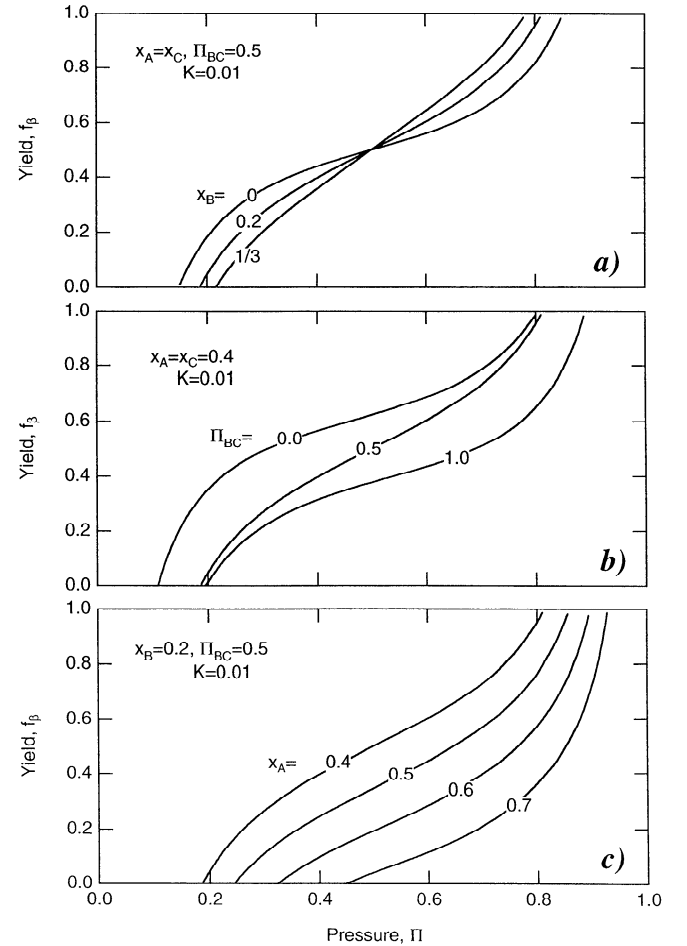 1.0
x_A=x_C, Π_BC=0.5
K=0.01
0.8
0.6
Yield, f_β
0.4
x_B= 0
0.2
0.2
1/3
a)
0.0
1.0
x_A=x_C=0.4
K=0.01
0.8
0.6
Yield, f_β
Π_BC= 0.0 0.5 1.0
0.4
0.2
b)
0.0
x_B=0.2, Π_BC=0.5
K=0.01
0.8
0.6
Yield, f_β
x_A= 0.4 0.5 0.6 0.7
0.4
0.2
c)
0.0
0.0 0.2 0.4 0.6 0.8 1.0
Pressure, Π